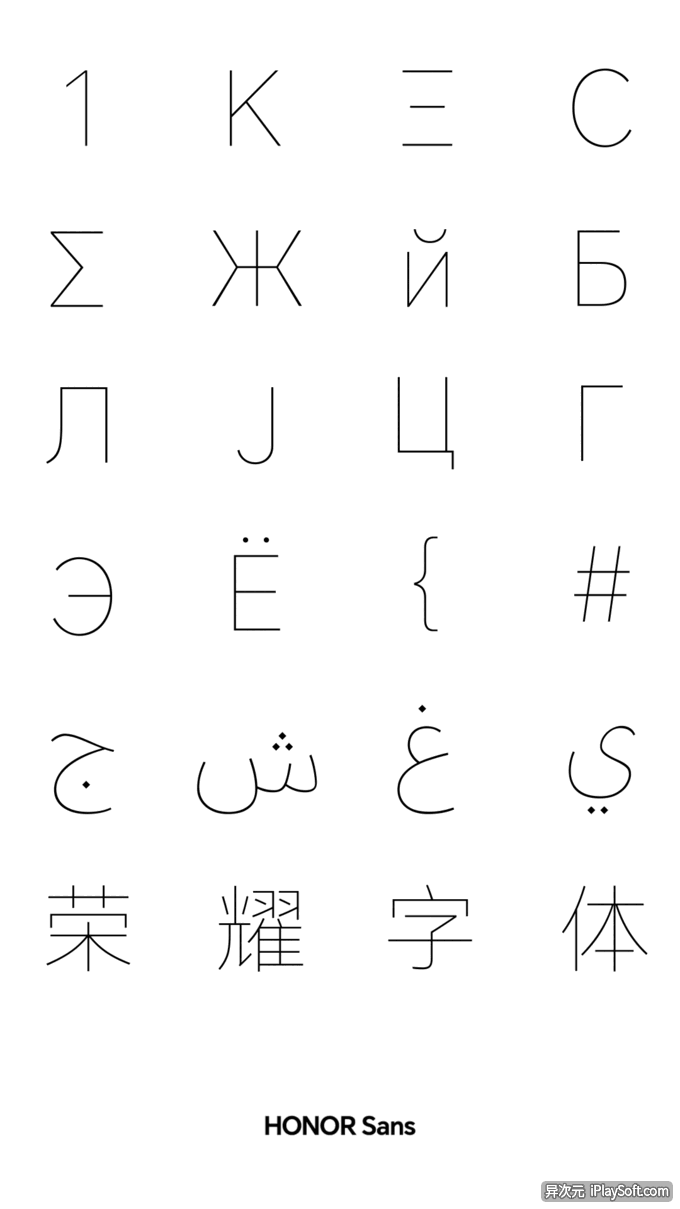 1 K Ξ C
Σ Ж й Б
Л J Ц Г
Э Ё { #
ج ش غ ي
荣 耀 字 体
HONOR Sans
异次元 iPlaySoft.com